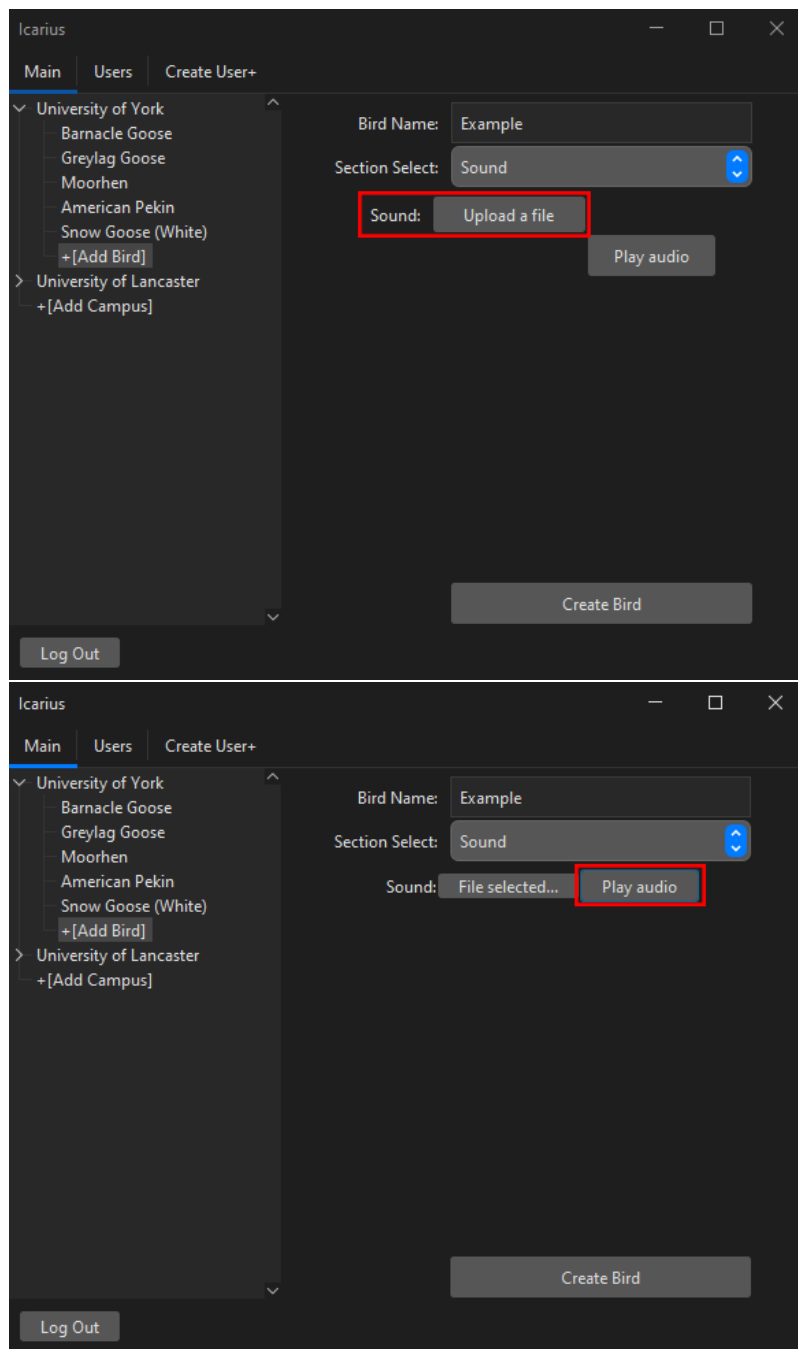 Icarius
Main Users Create User+
University of York
Barnacle Goose
Greylag Goose
Moorhen
American Pekin
Snow Goose (White)
+[Add Bird]
University of Lancaster
+[Add Campus]
Bird Name: Example
Section Select: Sound
Sound: Upload a file
Play audio
Create Bird
Log Out
Icarius
Main Users Create User+
University of York
Barnacle Goose
Greylag Goose
Moorhen
American Pekin
Snow Goose (White)
+[Add Bird]
University of Lancaster
+[Add Campus]
Bird Name: Example
Section Select: Sound
Sound: File selected... Play audio
Create Bird
Log Out